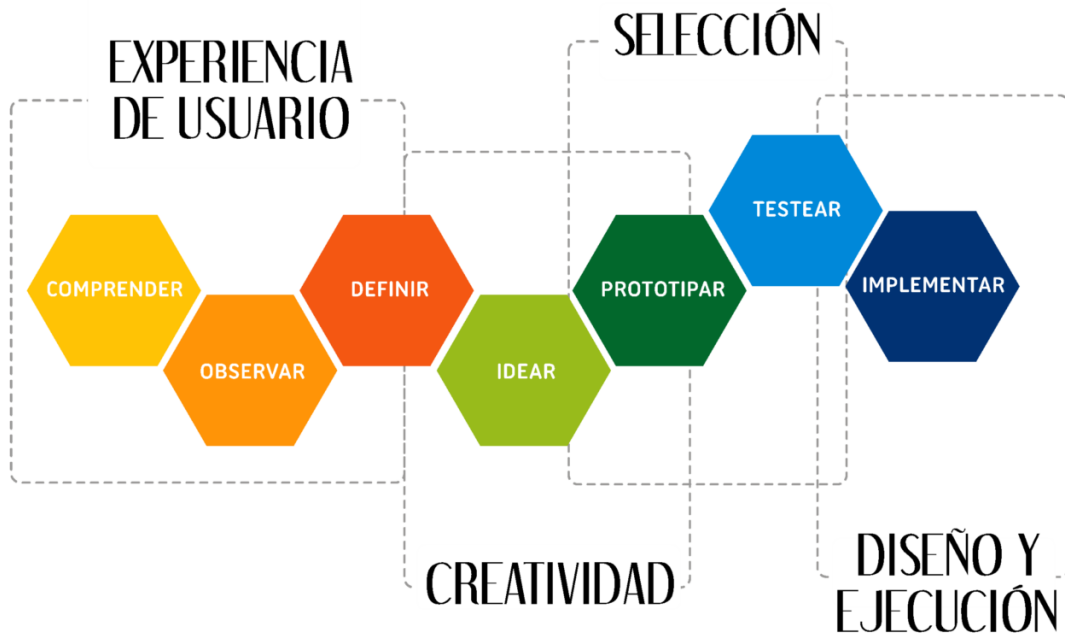 EXPERIENCIA
DE USUARIO
SELECCIÓN
COMPRENDER
OBSERVAR
DEFINIR
IDEAR
PROTOTIPAR
TESTEAR
IMPLEMENTAR
CREATIVIDAD
DISEÑO Y
EJECUCIÓN